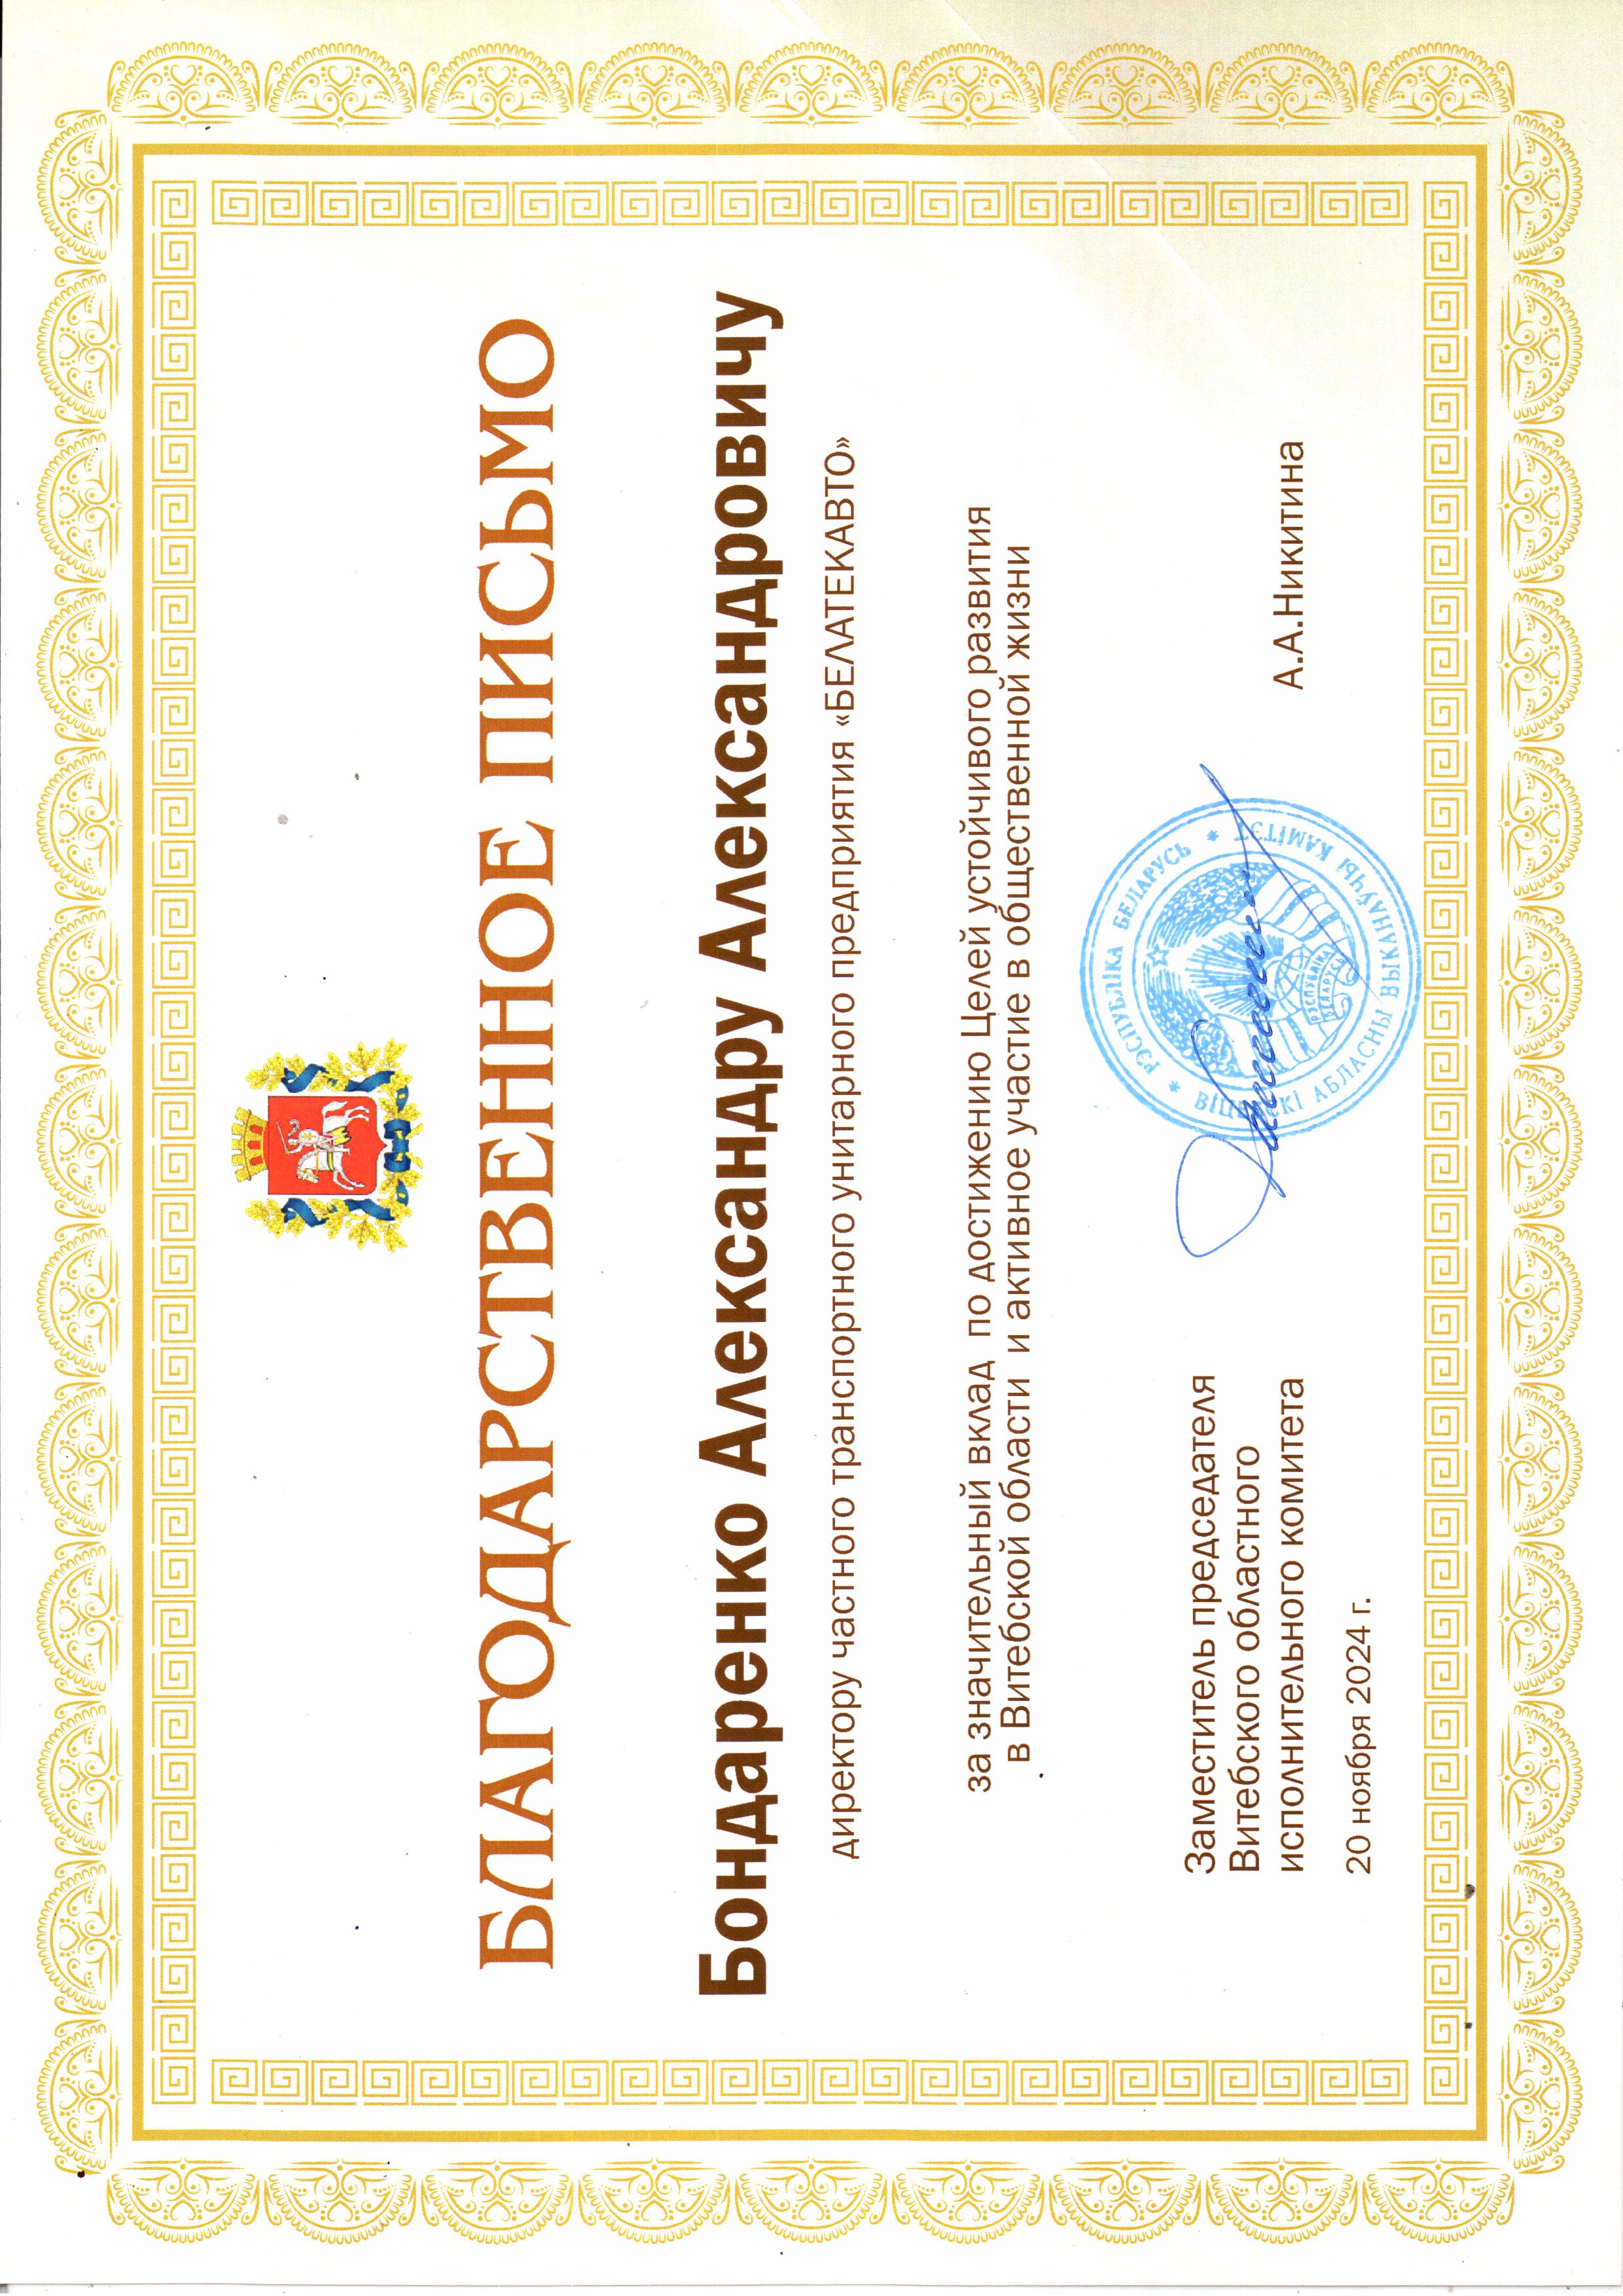 БЛАГОДАРСТВЕННОЕ ПИСЬМО
Бондаренко Александру Александровичу
директору частного транспортного унитарного предприятия «БЕЛАТЕКАВТО»
за значительный вклад по достижению Целей устойчивого развития
в Витебской области и активное участие в общественной жизни
Заместитель председателя
Витебского областного
исполнительного комитета
А.А.Никитина
20 ноября 2024 г.
РЭСПУБЛІКА БЕЛАРУСЬ
АБЛАСНЫ ВЫКАНАЎЧЫ КАМІТЭТ
РЭСПУБЛІКА
БЕЛАРУСЬ